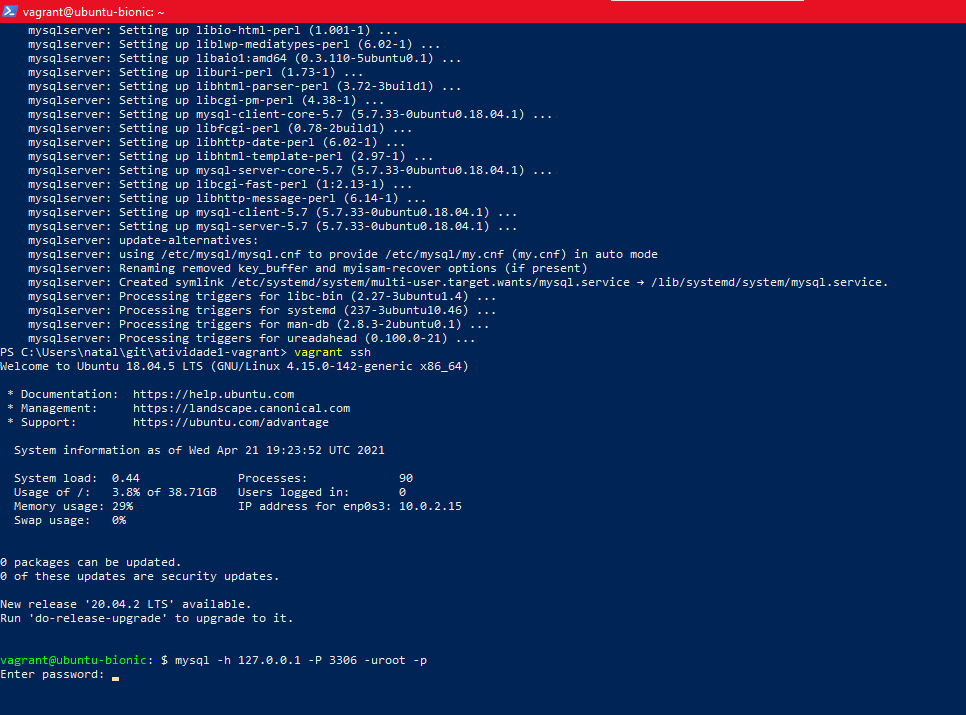 vagrant@ubuntu-bionic: ~
mysqlserver: Setting up libio-html-perl (1.001-1) ...
mysqlserver: Setting up liblwp-mediatypes-perl (6.02-1) ...
mysqlserver: Setting up libaio1:amd64 (0.3.110-5ubuntu0.1) ...
mysqlserver: Setting up liburi-perl (1.73-1) ...
mysqlserver: Setting up libhtml-parser-perl (3.72-3build1) ...
mysqlserver: Setting up libcgi-pm-perl (4.38-1) ...
mysqlserver: Setting up mysql-client-core-5.7 (5.7.33-0ubuntu0.18.04.1) ...
mysqlserver: Setting up libfcgi-perl (0.78-2build1) ...
mysqlserver: Setting up libhttp-date-perl (6.02-1) ...
mysqlserver: Setting up libhtml-template-perl (2.97-1) ...
mysqlserver: Setting up mysql-server-core-5.7 (5.7.33-0ubuntu0.18.04.1) ...
mysqlserver: Setting up libcgi-fast-perl (1:2.13-1) ...
mysqlserver: Setting up libhttp-message-perl (6.14-1) ...
mysqlserver: Setting up mysql-client-5.7 (5.7.33-0ubuntu0.18.04.1) ...
mysqlserver: Setting up mysql-server-5.7 (5.7.33-0ubuntu0.18.04.1) ...
mysqlserver: update-alternatives:
mysqlserver: using /etc/mysql/mysql.cnf to provide /etc/mysql/my.cnf (my.cnf) in auto mode
mysqlserver: Renaming removed key_buffer and myisam-recover options (if present)
mysqlserver: Created symlink /etc/systemd/system/multi-user.target.wants/mysql.service → /lib/systemd/system/mysql.service.
mysqlserver: Processing triggers for libc-bin (2.27-3ubuntu1.4) ...
mysqlserver: Processing triggers for systemd (237-3ubuntu10.46) ...
mysqlserver: Processing triggers for man-db (2.8.3-2ubuntu0.1) ...
mysqlserver: Processing triggers for ureadahead (0.100.0-21) ...
PS C:\Users\natal\git\atividade1-vagrant> vagrant ssh
Welcome to Ubuntu 18.04.5 LTS (GNU/Linux 4.15.0-142-generic x86_64)
* Documentation: https://help.ubuntu.com
* Management: https://landscape.canonical.com
* Support: https://ubuntu.com/advantage
System information as of Wed Apr 21 19:23:52 UTC 2021
System load: 0.44 Processes: 90
Usage of /: 3.8% of 38.71GB Users logged in: 0
Memory usage: 29% IP address for enp0s3: 10.0.2.15
Swap usage: 0%
0 packages can be updated.
0 of these updates are security updates.
New release '20.04.2 LTS' available.
Run 'do-release-upgrade' to upgrade to it.
vagrant@ubuntu-bionic: $ mysql -h 127.0.0.1 -P 3306 -uroot -p
Enter password: